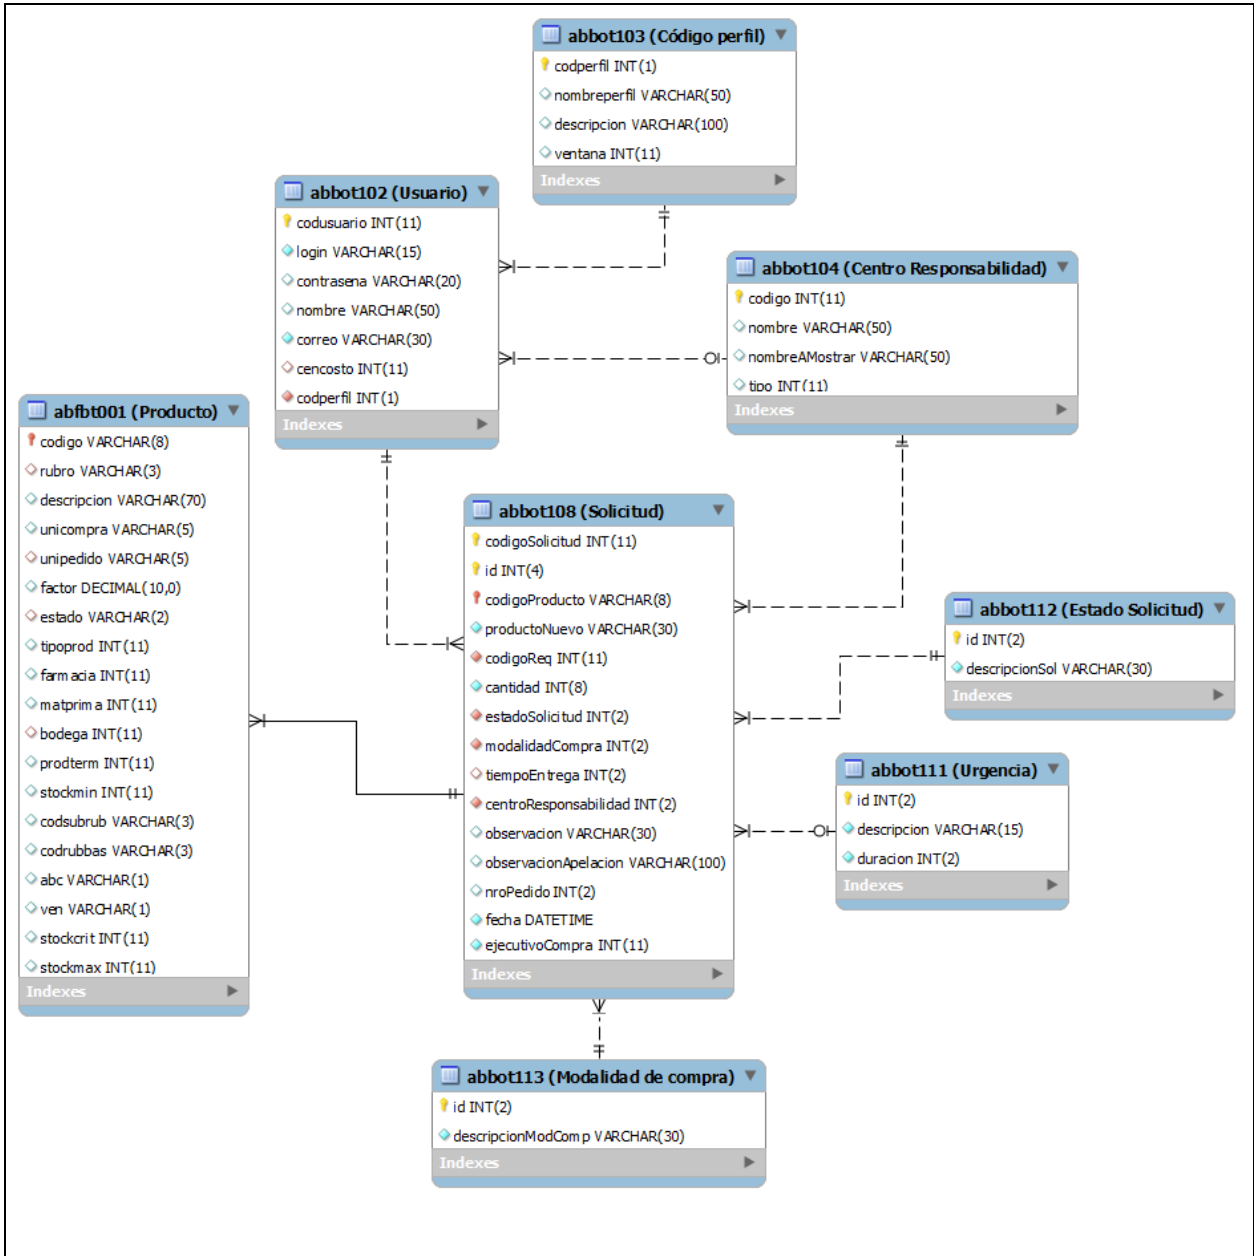 abbot103 (Código perfil)
codperfil INT(1)
nombreperfil VARCHAR(50)
descripcion VARCHAR(100)
ventana INT(11)
Indexes
abbot102 (Usuario)
codusuario INT(11)
login VARCHAR(15)
contrasena VARCHAR(20)
nombre VARCHAR(50)
correo VARCHAR(30)
cencosto INT(11)
codperfil INT(1)
Indexes
abbot104 (Centro Responsabilidad)
codigo INT(11)
nombre VARCHAR(50)
nombreAMostrar VARCHAR(50)
tipo INT(11)
Indexes
abfbt001 (Producto)
codigo VARCHAR(8)
rubro VARCHAR(3)
descripcion VARCHAR(70)
unicompra VARCHAR(5)
unipedido VARCHAR(5)
factor DECIMAL(10,0)
estado VARCHAR(2)
tipoprod INT(11)
farmacia INT(11)
matprima INT(11)
bodega INT(11)
prodterm INT(11)
stockmin INT(11)
codsubrub VARCHAR(3)
codrubbas VARCHAR(3)
abc VARCHAR(1)
ven VARCHAR(1)
stockcrit INT(11)
stockmax INT(11)
Indexes
abbot108 (Solicitud)
codigoSolicitud INT(11)
id INT(4)
codigoProducto VARCHAR(8)
productoNuevo VARCHAR(30)
codigoReq INT(11)
cantidad INT(8)
estadoSolicitud INT(2)
modalidadCompra INT(2)
tiempoEntrega INT(2)
centroResponsabilidad INT(2)
observacion VARCHAR(30)
observacionApelacion VARCHAR(100)
nroPedido INT(2)
fecha DATETIME
ejecutivoCompra INT(11)
Indexes
abbot112 (Estado Solicitud)
id INT(2)
descripcionSol VARCHAR(30)
Indexes
abbot111 (Urgencia)
id INT(2)
descripcion VARCHAR(15)
duracion INT(2)
Indexes
abbot113 (Modalidad de compra)
id INT(2)
descripcionModComp VARCHAR(30)
Indexes